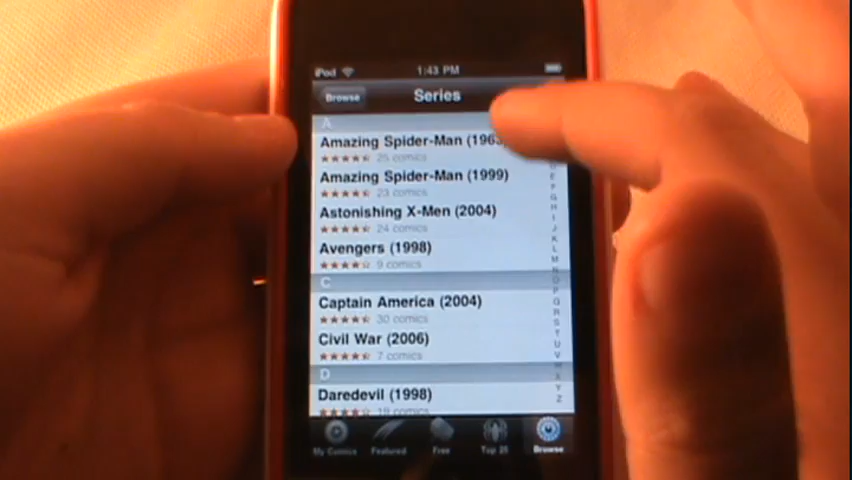 iPod 1:43 PM
Browse Series
A
Amazing Spider-Man (1963
25 comics
Amazing Spider-Man (1999)
23 comics
Astonishing X-Men (2004)
24 comics
Avengers (1998)
9 comics
C
Captain America (2004)
30 comics
Civil War (2006)
7 comics
D
Daredevil (1998)
19 comics
E
F
G
H
I
J
K
L
M
N
O
P
Q
R
S
T
U
V
W
X
Y
Z
My Comics Featured Free Top 25 Browse